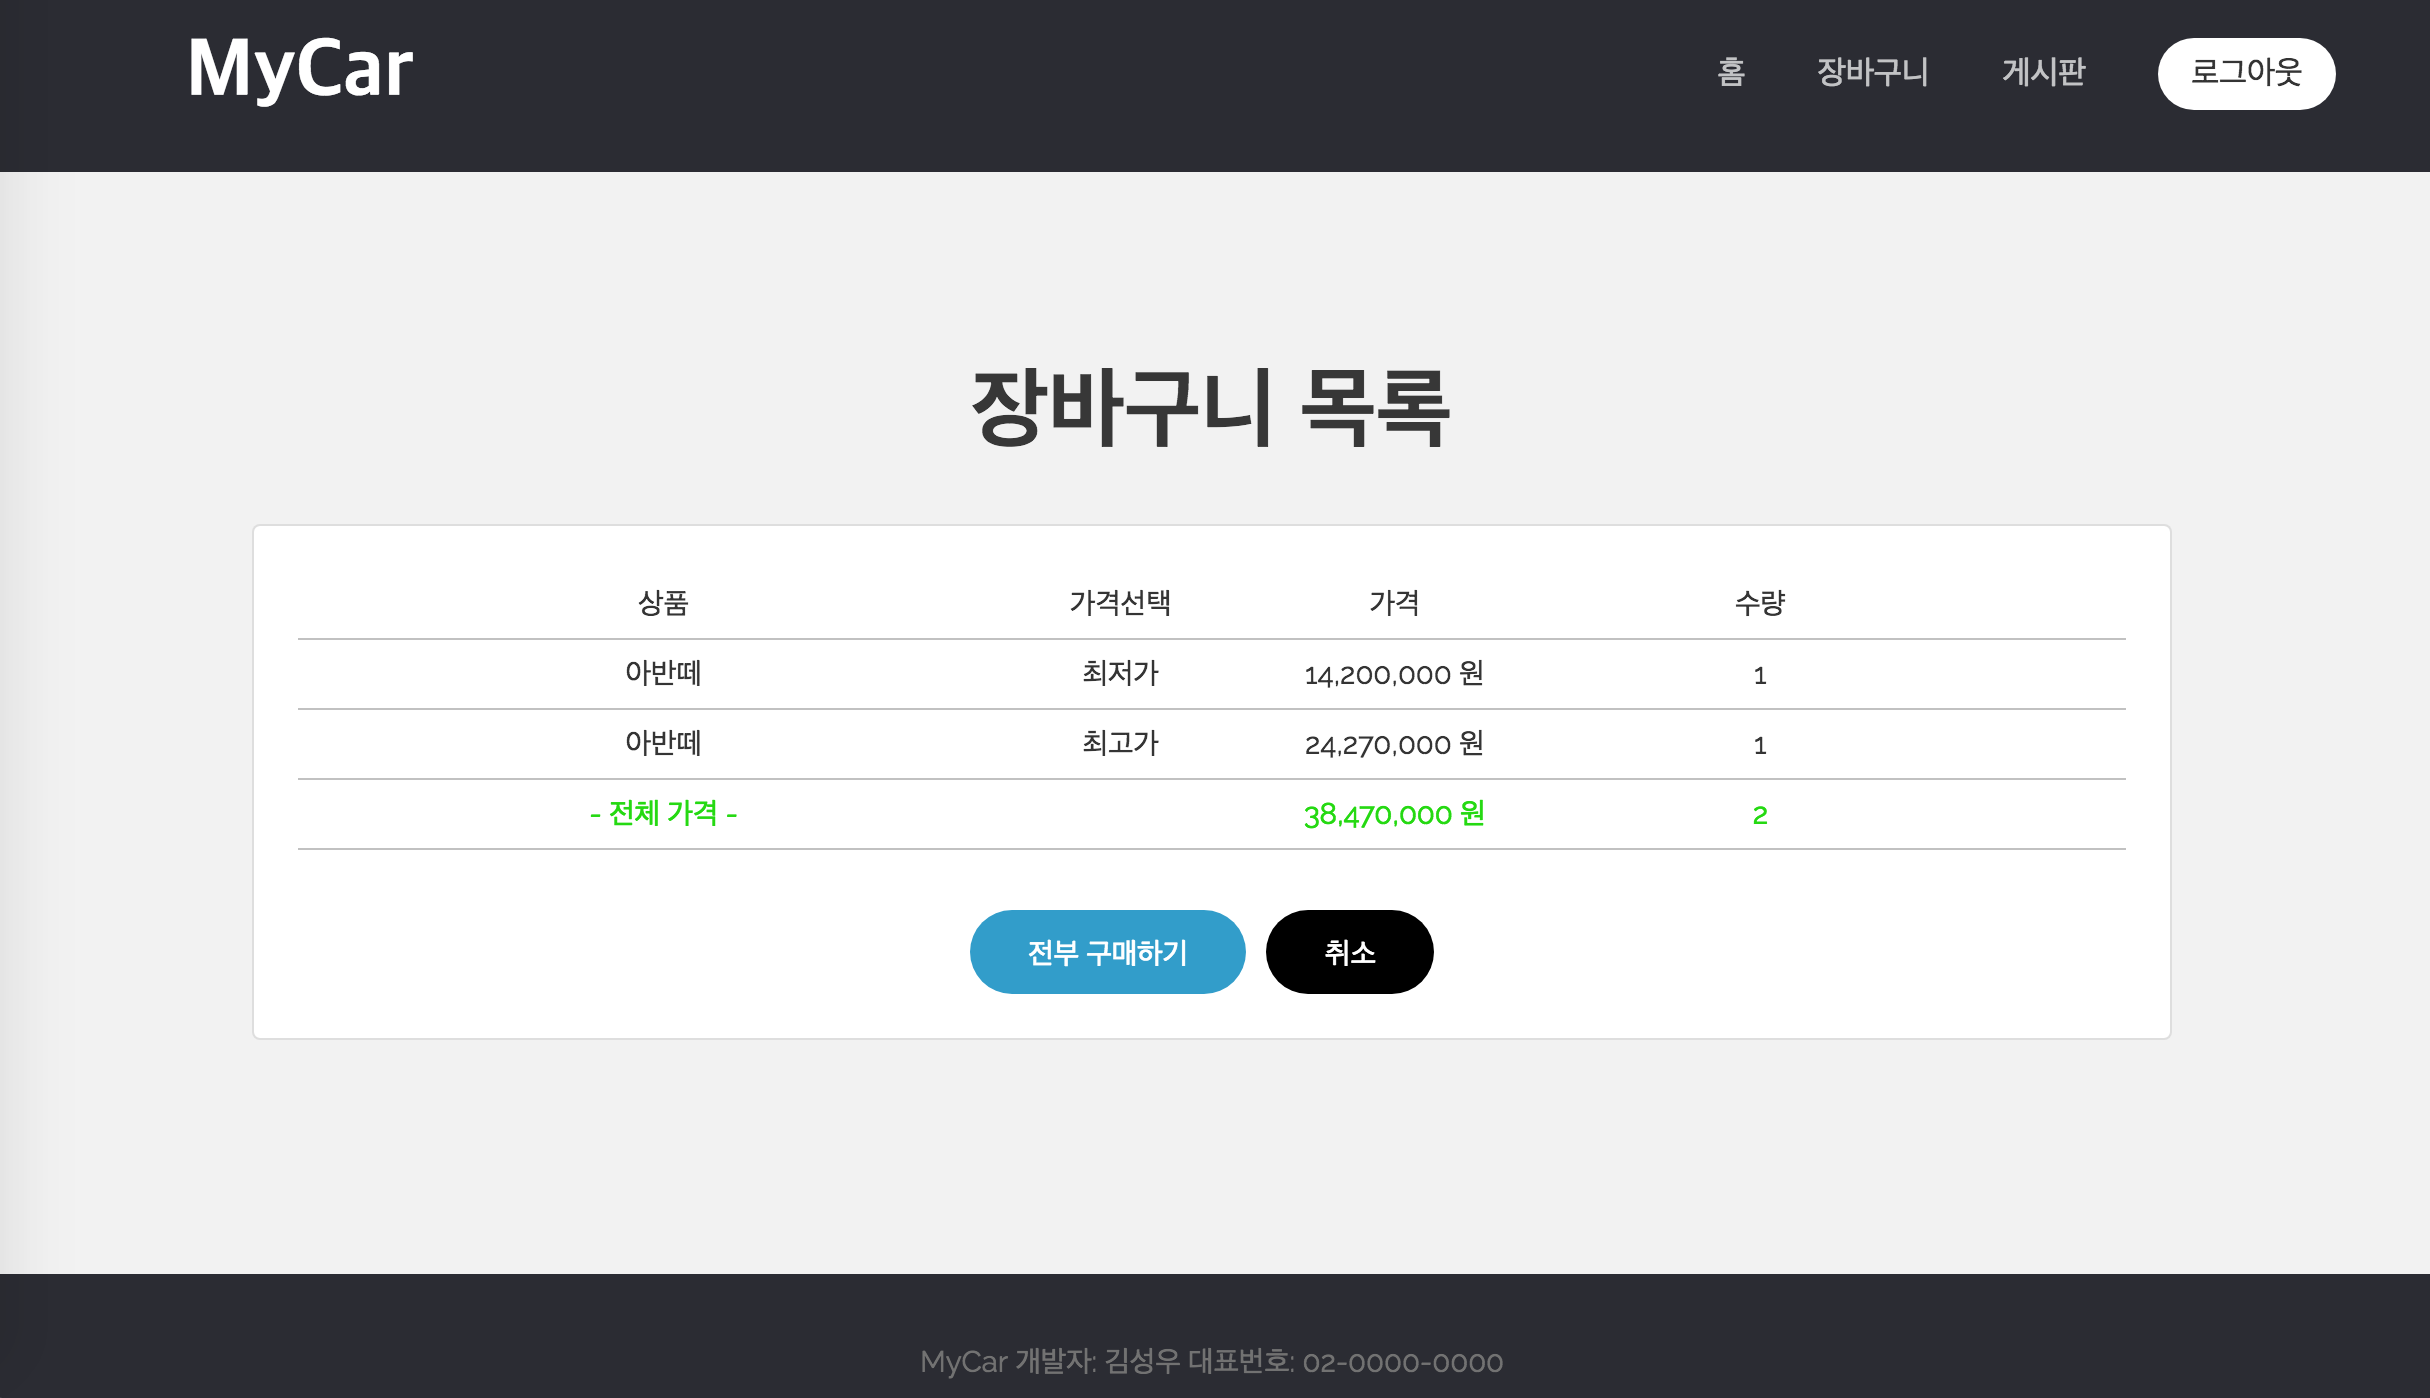 MyCar
홈 장바구니 게시판 로그아웃
장바구니 목록
상품 가격선택 가격 수량
아반떼 최저가 14,200,000 원 1
아반떼 최고가 24,270,000 원 1
- 전체 가격 - 38,470,000 원 2
전부 구매하기 취소
MyCar 개발자: 김성우 대표번호: 02-0000-0000